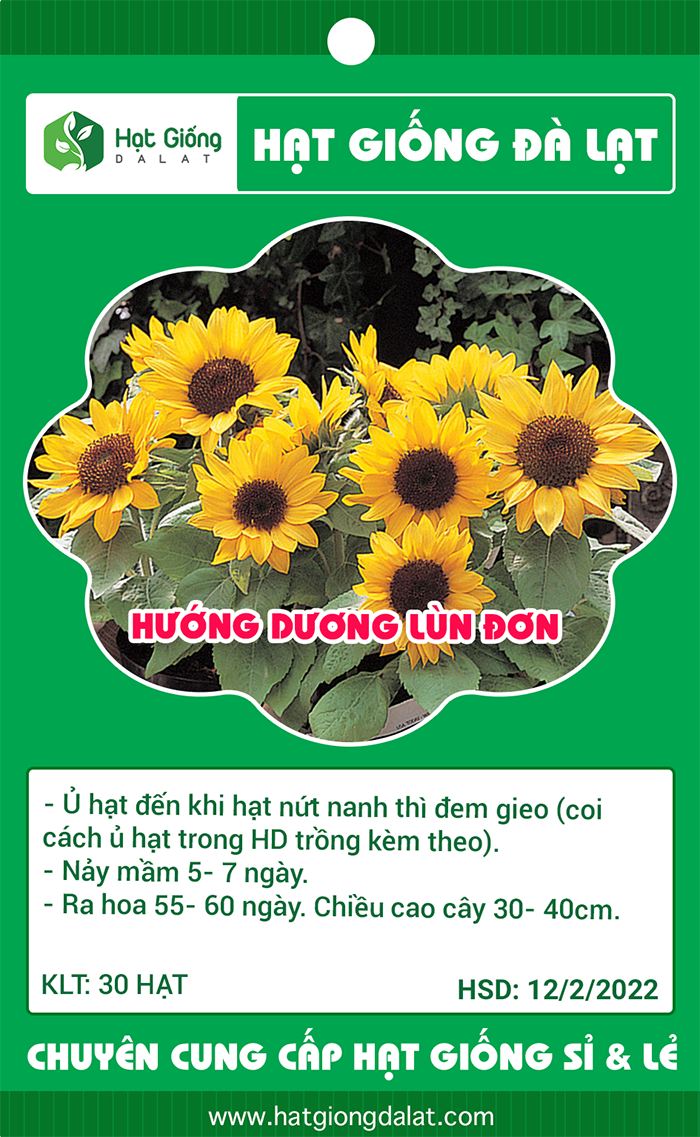 Hạt Giống
DALAT
HẠT GIỐNG ĐÀ LẠT
HƯỚNG DƯƠNG LÙN ĐƠN
- Ủ hạt đến khi hạt nứt nanh thì đem gieo (coi
cách ủ hạt trong HD trồng kèm theo).
- Nảy mầm 5- 7 ngày.
- Ra hoa 55- 60 ngày. Chiều cao cây 30- 40cm.
KLT: 30 HẠT
HSD: 12/2/2022
CHUYÊN CUNG CẤP HẠT GIỐNG SỈ & LẺ
www.hatgiongdalat.com